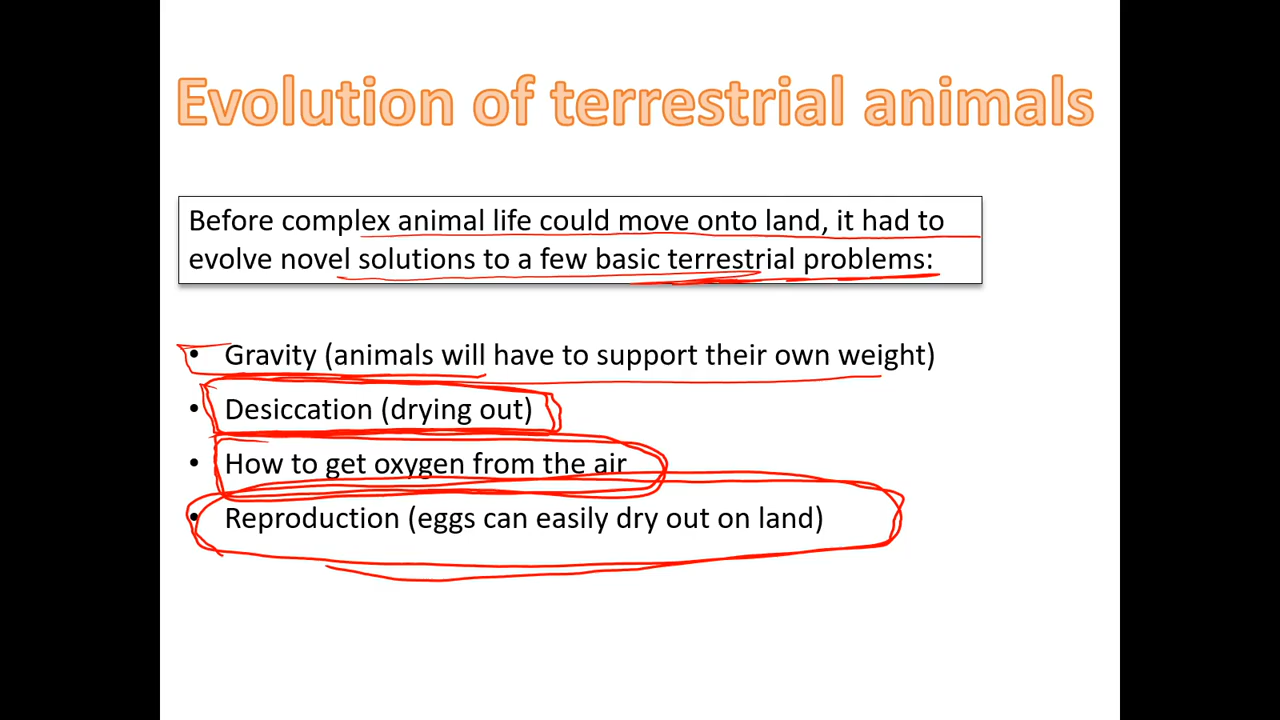 Evolution of terrestrial animals
Before complex animal life could move onto land, it had to
evolve novel solutions to a few basic terrestrial problems:
• Gravity (animals will have to support their own weight)
• Desiccation (drying out)
• How to get oxygen from the air
• Reproduction (eggs can easily dry out on land)